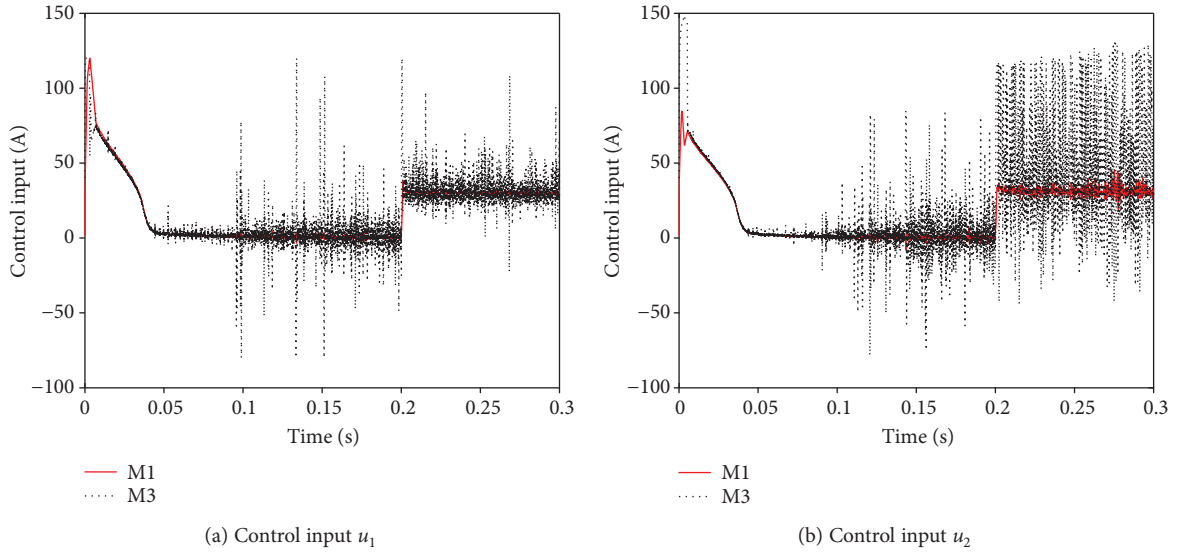 150
100
50
0
−50
−100
Control input (A)
0
0.05
0.1
0.15
0.2
0.25
0.3
Time (s)
M1
M3
(a) Control input u1
150
100
50
0
−50
−100
Control input (A)
0
0.05
0.1
0.15
0.2
0.25
0.3
Time (s)
M1
M3
(b) Control input u2